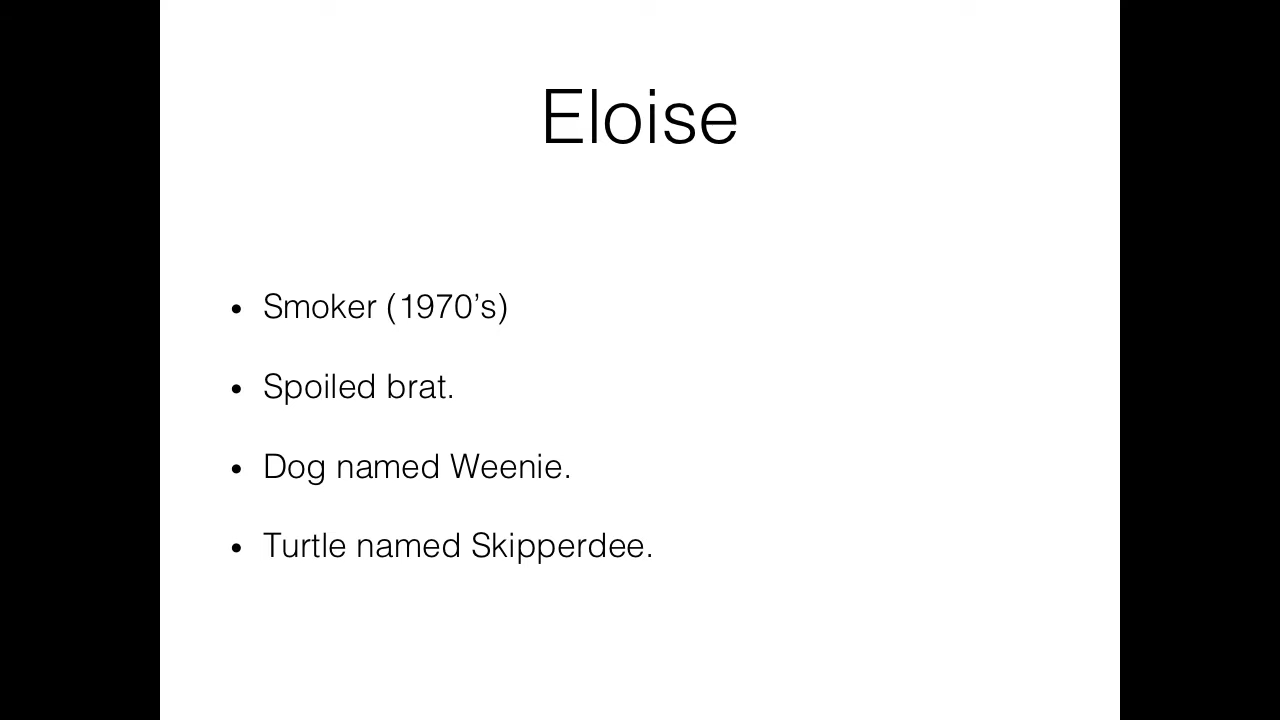 Eloise
• Smoker (1970’s)
• Spoiled brat.
• Dog named Weenie.
• Turtle named Skipperdee.